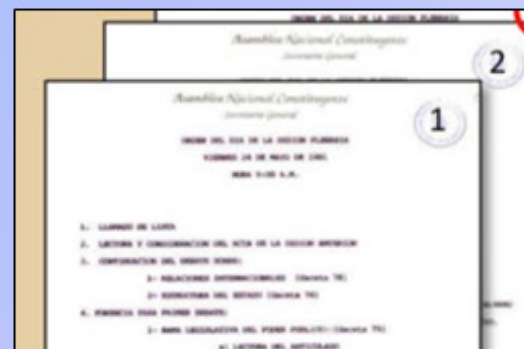 ORDEN DEL DIA DE LA SESION PLENARIA
Asamblea Nacional Constituyente
Secretaría General
2
Asamblea Nacional Constituyente
Secretaría General
1
ORDEN DEL DIA DE LA SESION PLENARIA
VIERNES 24 DE MAYO DE 1991
HORA 9:00 A.M.
1. LLAMADO DE LISTA
2. LECTURA Y CONSIDERACION DEL ACTA DE LA SESION ANTERIOR
3. CONTINUACION DEL DEBATE SOBRE:
1- RELACIONES INTERNACIONALES (Gaceta 78)
2- ESTRUCTURA DEL ESTADO (Gaceta 74)
4. PONENCIA PARA PRIMER DEBATE:
1- RAMA LEGISLATIVA DEL PODER PUBLICO-(Gaceta 79)
a) LECTURA DEL ARTICULADO